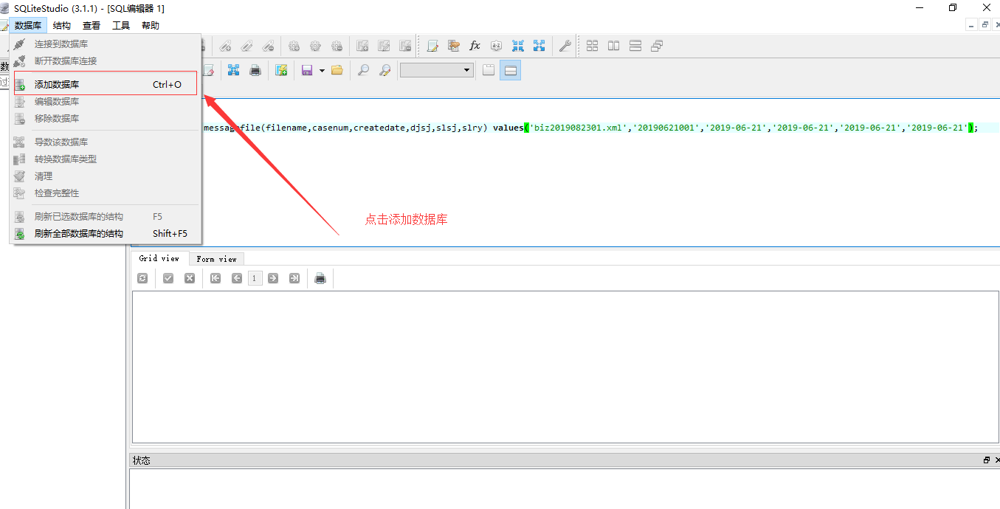 SQLiteStudio (3.1.1) - [SQL编辑器 1]
数据库 结构 查看 工具 帮助
连接到数据库
断开数据库连接
添加数据库 Ctrl+O
编辑数据库
移除数据库
导数该数据库
转换数据库类型
清理
检查完整性
刷新已选数据库的结构 F5
刷新全部数据库的结构 Shift+F5
messagefile(filename,casenum,createdate,djsj,slsj,slry) values('biz2019082301.xml','20190621001','2019-06-21','2019-06-21','2019-06-21','2019-06-21');
点击添加数据库
Grid view Form view
1
状态